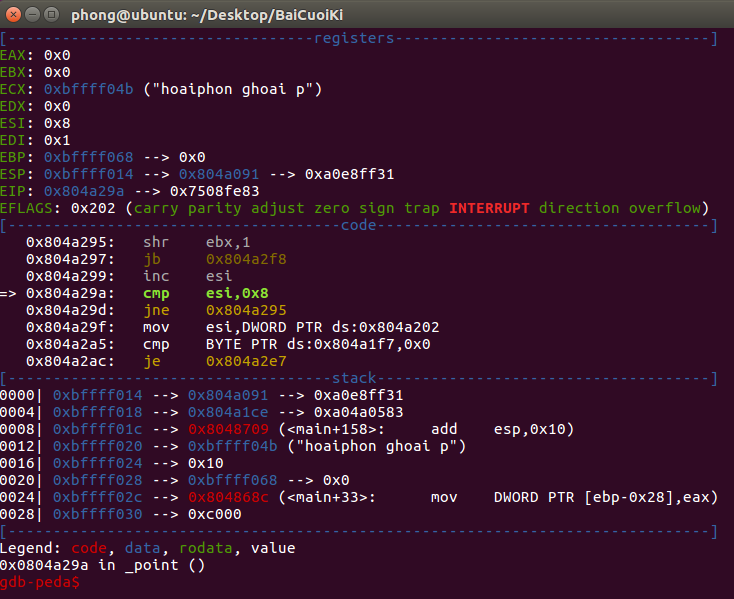 phong@ubuntu: ~/Desktop/BaiCuoiKi
[----------------------------------registers-----------------------------------]
EAX: 0x0
EBX: 0x0
ECX: 0xbffff04b ("hoaiphon ghoai p")
EDX: 0x0
ESI: 0x8
EDI: 0x1
EBP: 0xbffff068 --> 0x0
ESP: 0xbffff014 --> 0x804a091 --> 0xa0e8ff31
EIP: 0x804a29a --> 0x7508fe83
EFLAGS: 0x202 (carry parity adjust zero sign trap INTERRUPT direction overflow)
[-------------------------------------code-------------------------------------]
   0x804a295:	shr    ebx,1
   0x804a297:	jb     0x804a2f8
   0x804a299:	inc    esi
=> 0x804a29a:	cmp    esi,0x8
   0x804a29d:	jne    0x804a295
   0x804a29f:	mov    esi,DWORD PTR ds:0x804a202
   0x804a2a5:	cmp    BYTE PTR ds:0x804a1f7,0x0
   0x804a2ac:	je     0x804a2e7
[------------------------------------stack-------------------------------------]
0000| 0xbffff014 --> 0x804a091 --> 0xa0e8ff31
0004| 0xbffff018 --> 0x804a1ce --> 0xa04a0583
0008| 0xbffff01c --> 0x8048709 (<main+158>:	add    esp,0x10)
0012| 0xbffff020 --> 0xbffff04b ("hoaiphon ghoai p")
0016| 0xbffff024 --> 0x10
0020| 0xbffff028 --> 0xbffff068 --> 0x0
0024| 0xbffff02c --> 0x804868c (<main+33>:	mov    DWORD PTR [ebp-0x28],eax)
0028| 0xbffff030 --> 0xc000
[------------------------------------------------------------------------------]
Legend: code, data, rodata, value
0x0804a29a in _point ()
gdb-peda$